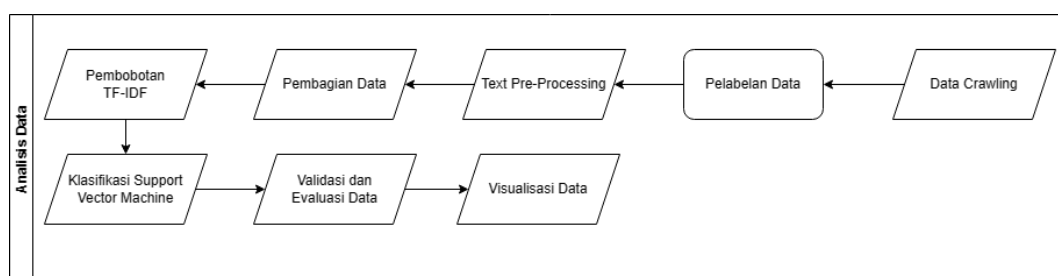 Analisis Data
Pembobotan
TF-IDF
Pembagian Data
Text Pre-Processing
Pelabelan Data
Data Crawling
Klasifikasi Support
Vector Machine
Validasi dan
Evaluasi Data
Visualisasi Data